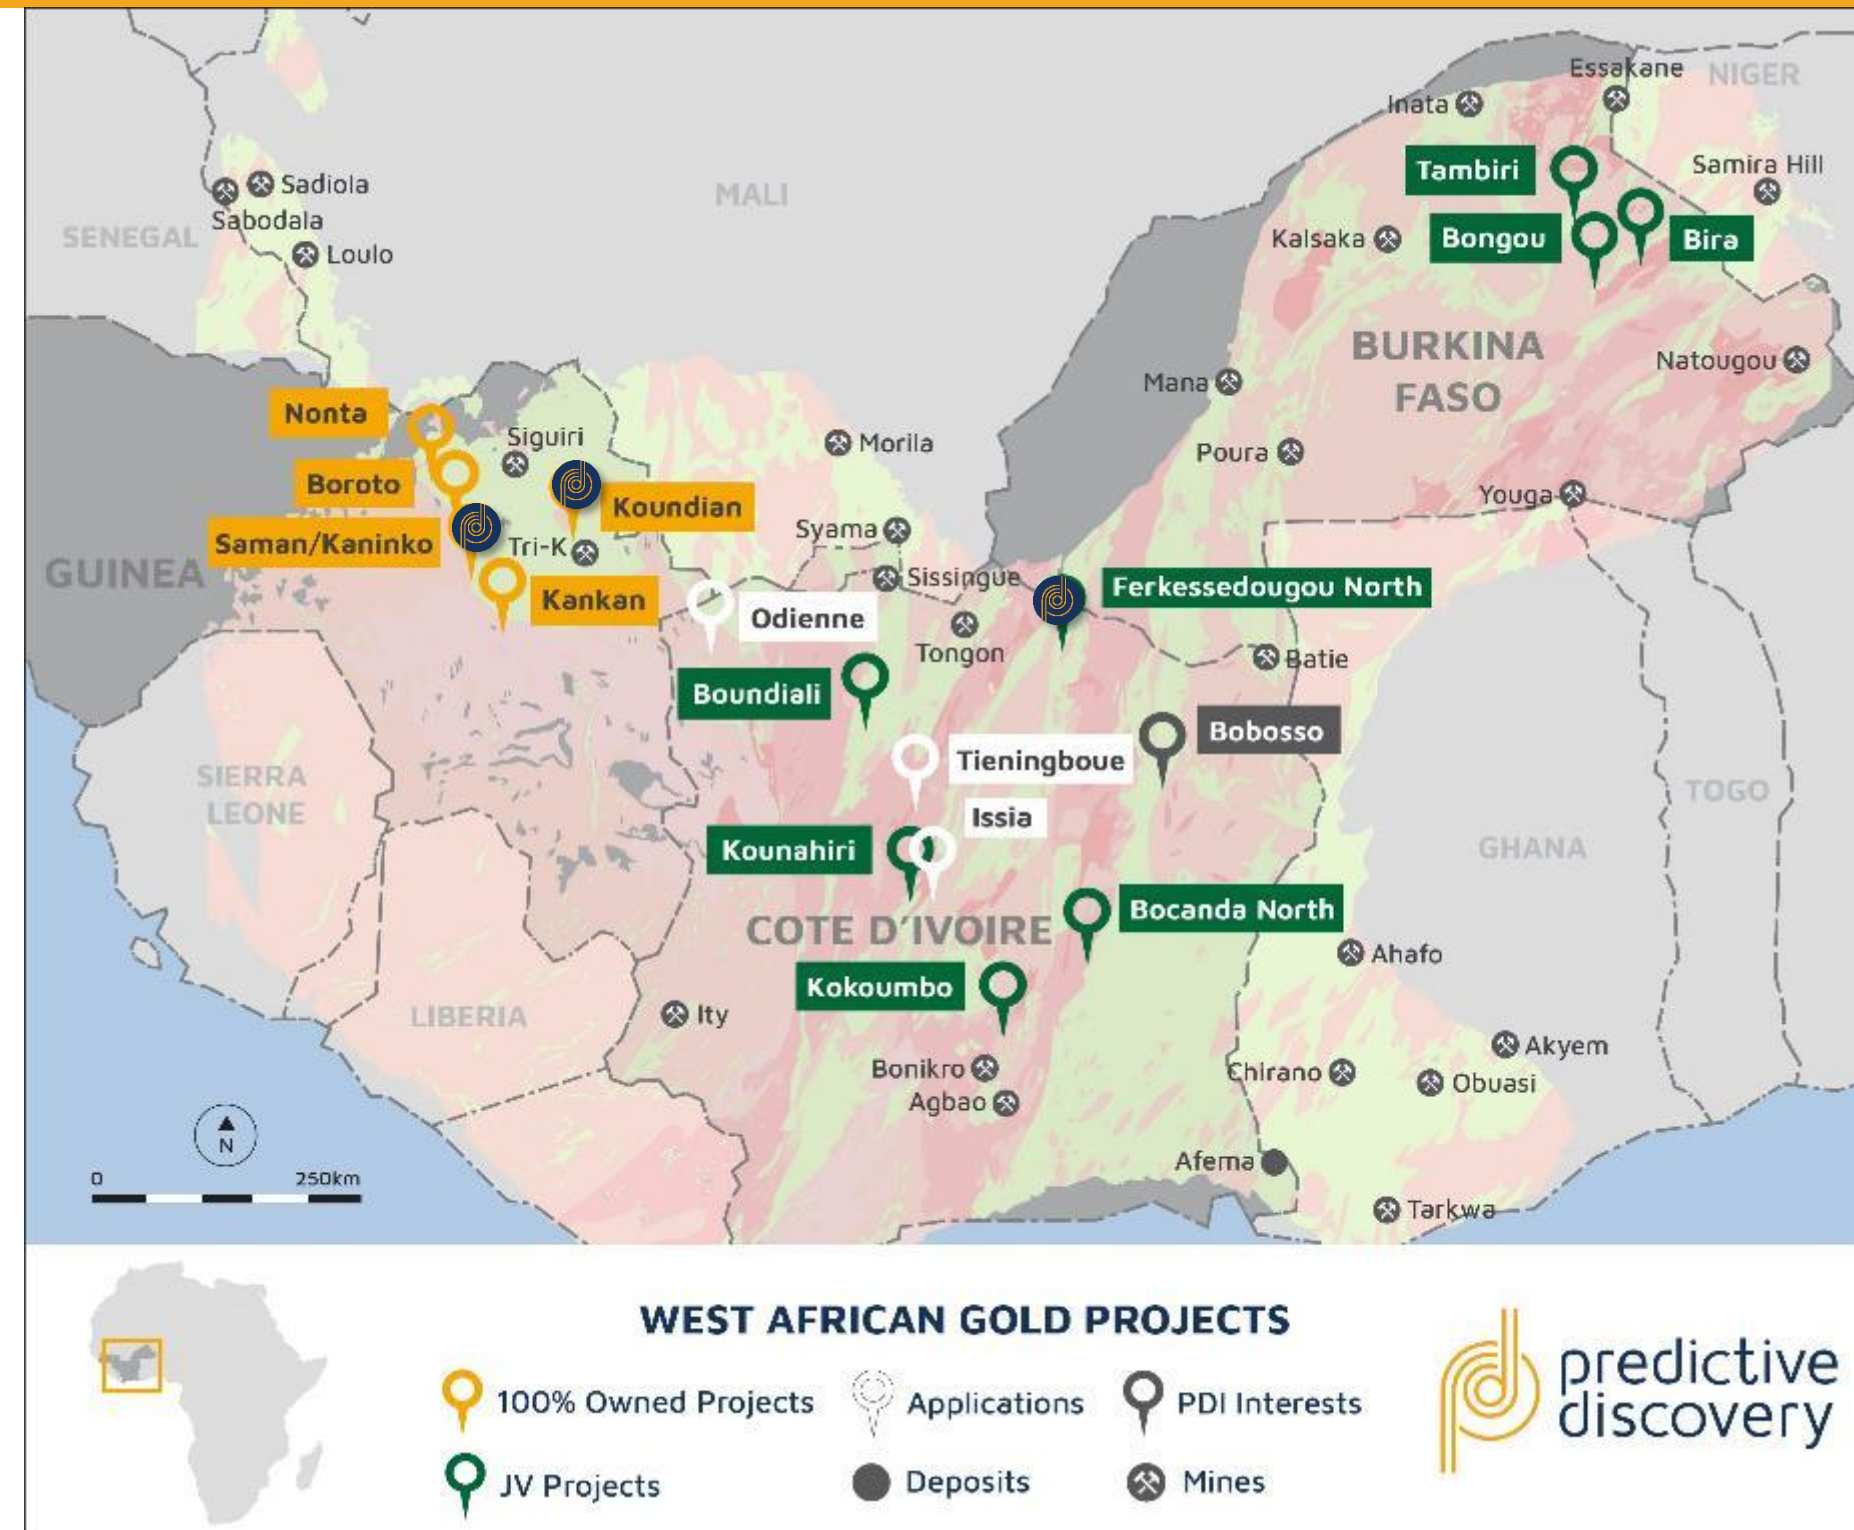 Essakane
NIGER
Inata
Samira Hill
Tambiri
Sadiola
MALI
Sabodala
SENEGAL
Kalsaka
Bongou
Bira
Loulo
BURKINA
FASO
Natougou
Mana
Nonta
Siguiri
Morila
Poura
Boroto
Koundian
Youga
Saman/Kaninko
Tri-K
Syama
GUINEA
Sissingue
Ferkessedougou North
Kankan
Odienne
Tongon
Batie
Boundiali
Bobosso
Tieningboue
SIERRA
LEONE
TOGO
Issia
Kounahiri
GHANA
Bocanda North
COTE D'IVOIRE
Ahafo
Kokoumbo
LIBERIA
Ity
Akyem
Bonikro
Chirano
Obuasi
Agbao
N
Afema
0 250km
Tarkwa
WEST AFRICAN GOLD PROJECTS
100% Owned Projects
Applications
PDI Interests
JV Projects
Deposits
Mines
predictive
discovery